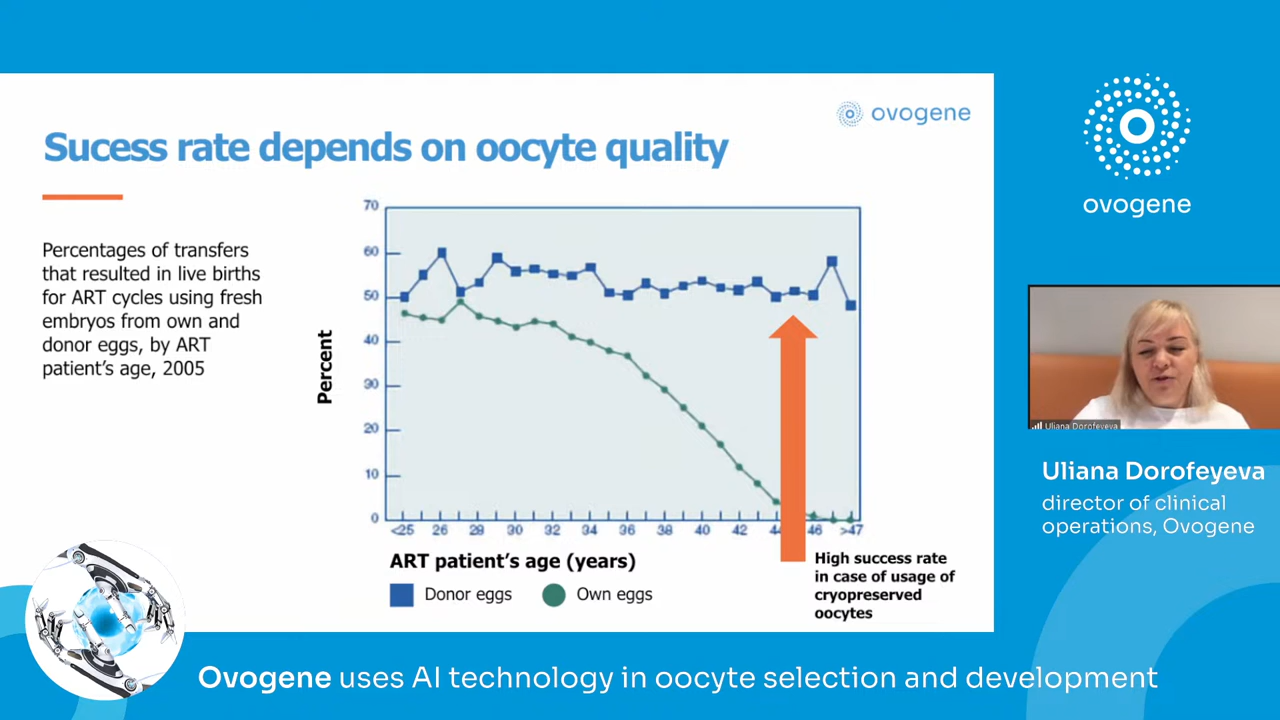 ovogene
Sucess rate depends on oocyte quality
Percentages of transfers
that resulted in live births
for ART cycles using fresh
embryos from own and
donor eggs, by ART
patient's age, 2005
Percent
70
60
50
40
30
20
10
0
<25 26 28 30 32 34 36 38 40 42 44 46 >47
ART patient's age (years)
Donor eggs Own eggs
High success rate
in case of usage of
cryopreserved
oocytes
ovogene
Uliana Dorofeyeva
Uliana Dorofeyeva
director of clinical
operations, Ovogene
Ovogene uses AI technology in oocyte selection and development